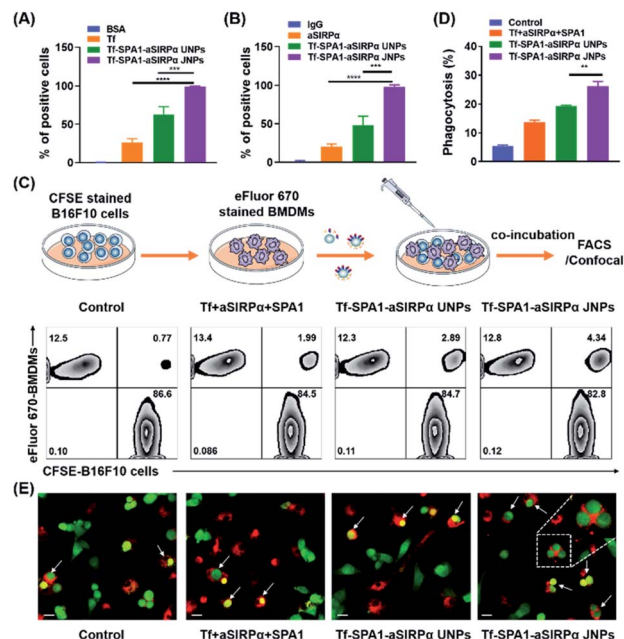 (A)
BSA
Tf
Tf-SPA1-aSIRPα UNPs
Tf-SPA1-aSIRPα JNPs
% of positive cells
150
100
50
0
***
****
(B)
IgG
aSIRPα
Tf-SPA1-aSIRPα UNPs
Tf-SPA1-aSIRPα JNPs
% of positive cells
150
100
50
0
***
****
(D)
Control
Tf+aSIRPα+SPA1
Tf-SPA1-aSIRPα UNPs
Tf-SPA1-aSIRPα JNPs
Phagocytosis (%)
40
30
20
10
0
**
(C)
CFSE stained
B16F10 cells
eFluor 670
stained BMDMs
co-incubation
FACS
/Confocal
Control
Tf+aSIRPα+SPA1
Tf-SPA1-aSIRPα UNPs
Tf-SPA1-aSIRPα JNPs
eFluor 670-BMDMs
12.5
0.77
86.6
0.10
13.4
1.99
84.5
0.086
12.3
2.89
84.7
0.11
12.8
4.34
82.8
0.12
CFSE-B16F10 cells
(E)
Control
Tf+aSIRPα+SPA1
Tf-SPA1-aSIRPα UNPs
Tf-SPA1-aSIRPα JNPs